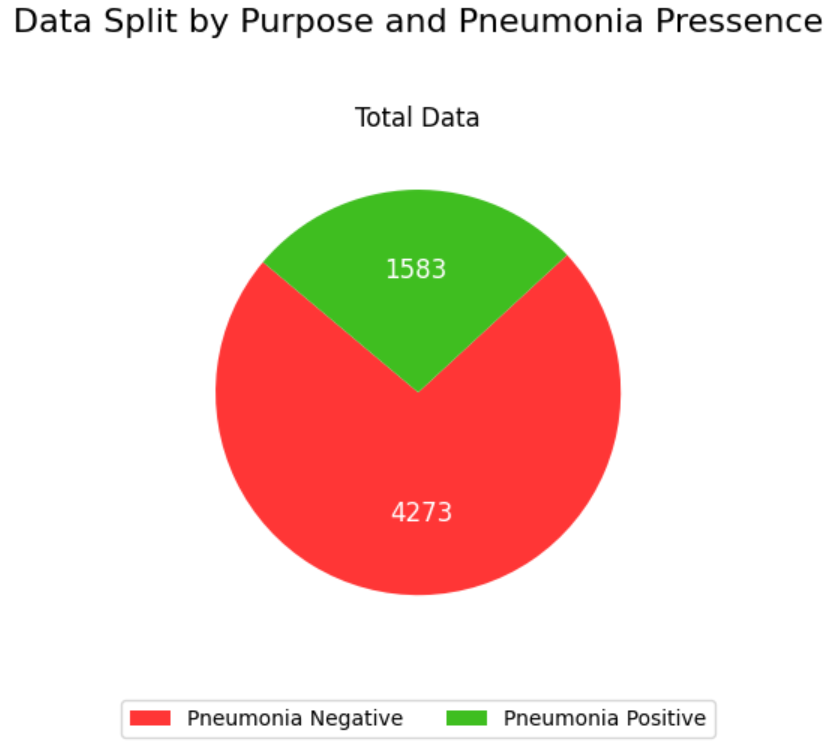 Data Split by Purpose and Pneumonia Pressence
Total Data
1583
4273
Pneumonia Negative Pneumonia Positive